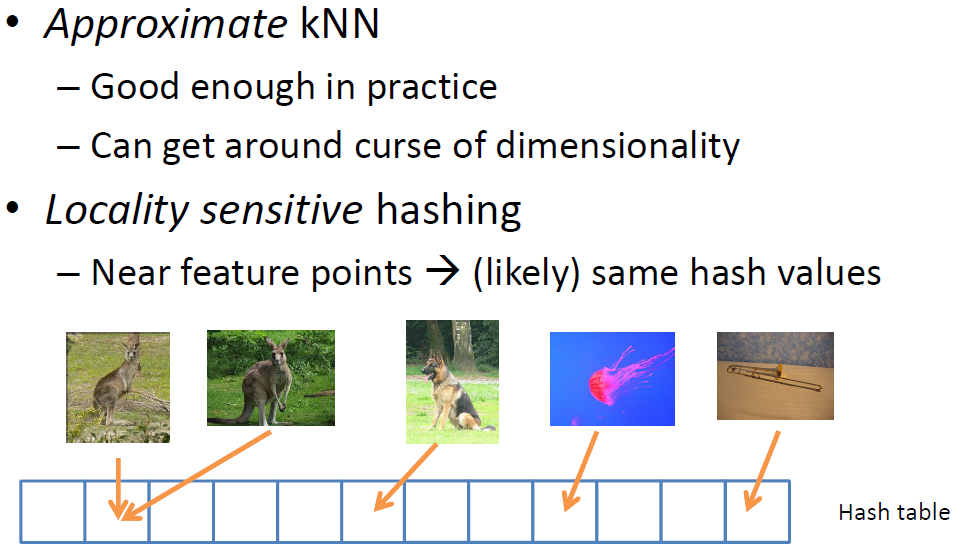 • Approximate kNN
– Good enough in practice
– Can get around curse of dimensionality
• Locality sensitive hashing
– Near feature points → (likely) same hash values
Hash table